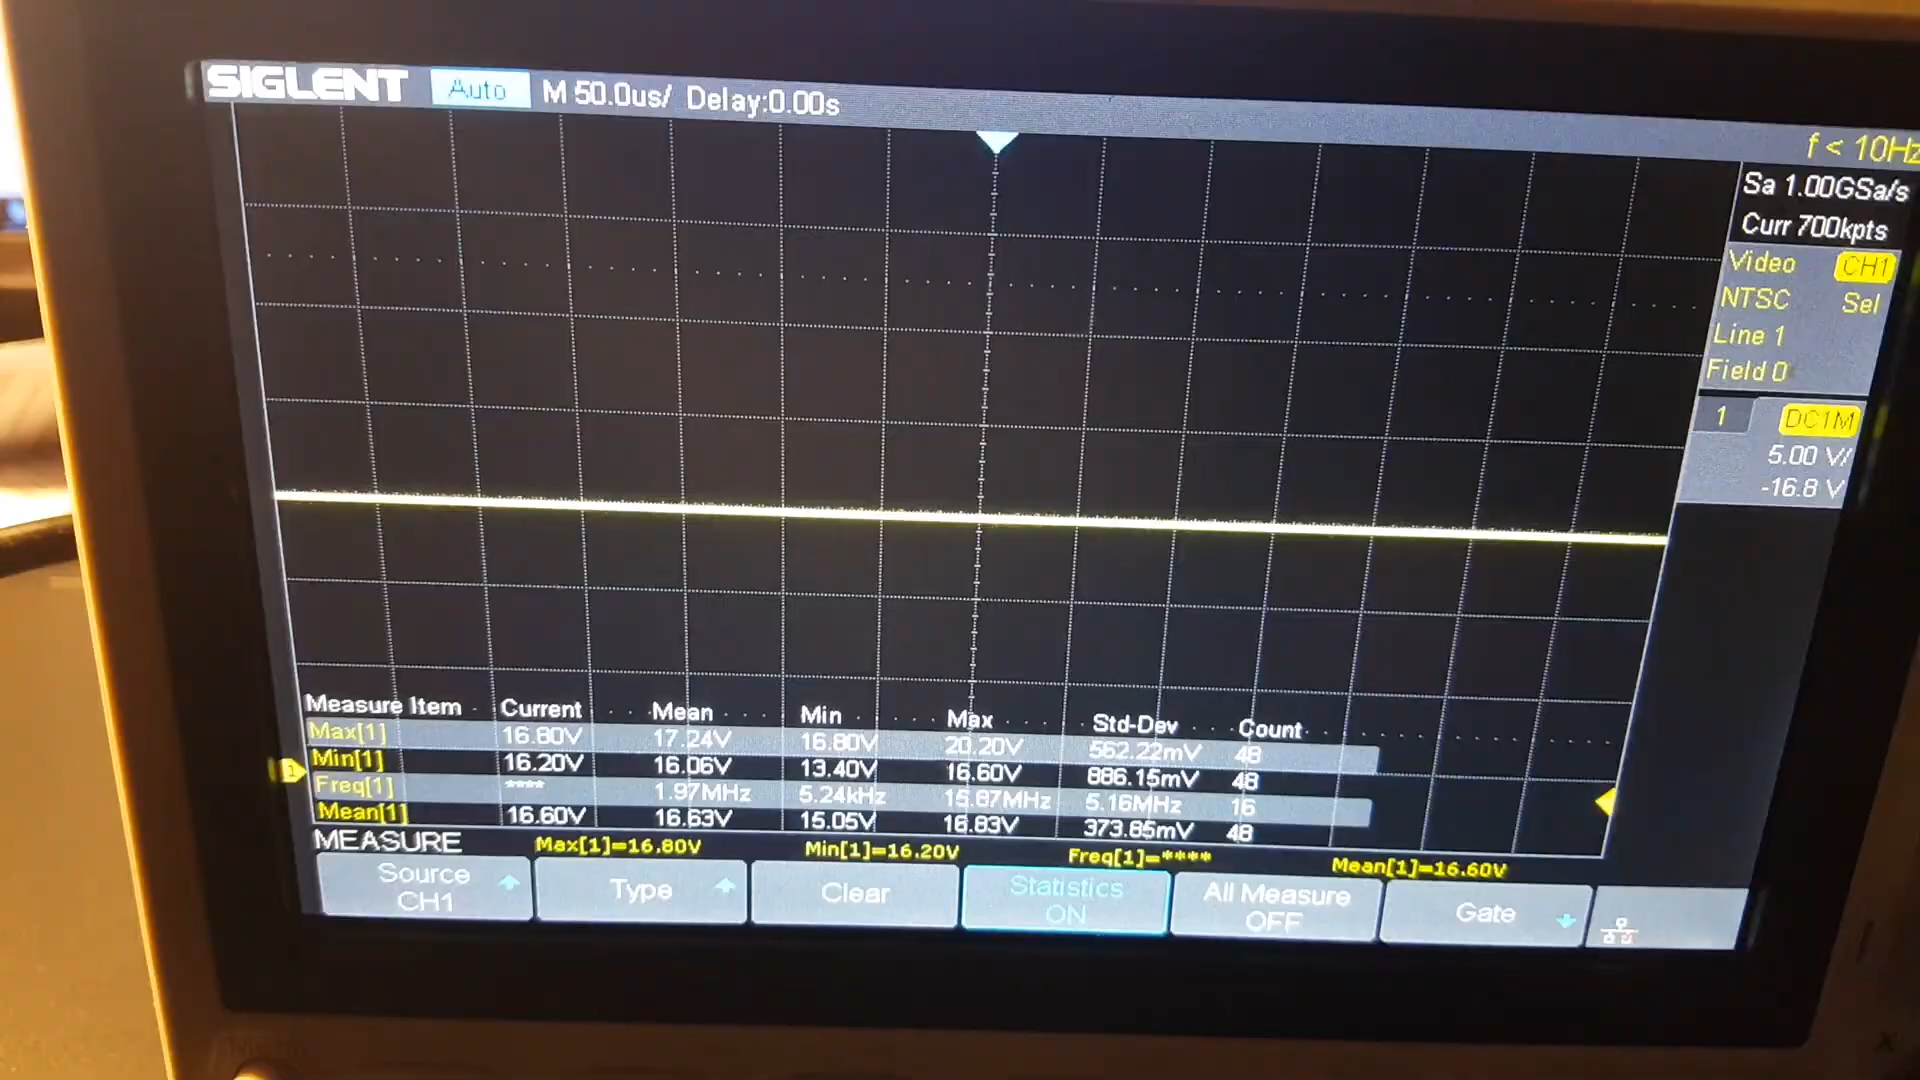 SIGLENT Auto M 50.0us/ Delay:0.00s
f < 10Hz
Sa 1.00GSa/s
Curr 700kpts
Video CH1
NTSC Sel
Line 1
Field 0
1 DC1M
5.00 V/
-16.8 V
Measure Item Current Mean Min Max Std-Dev Count
Max[1] 16.80V 17.24V 16.80V 20.20V 562.22mV 48
Min[1] 16.20V 16.06V 13.40V 16.60V 886.15mV 48
Freq[1] **** 1.97MHz 5.24kHz 15.87MHz 5.16MHz 16
Mean[1] 16.60V 16.63V 15.05V 16.83V 373.85mV 48
1
MEASURE Max[1]=16.80V Min[1]=16.20V Freq[1]=**** Mean[1]=16.60V
Source CH1
Type
Clear
Statistics ON
All Measure OFF
Gate